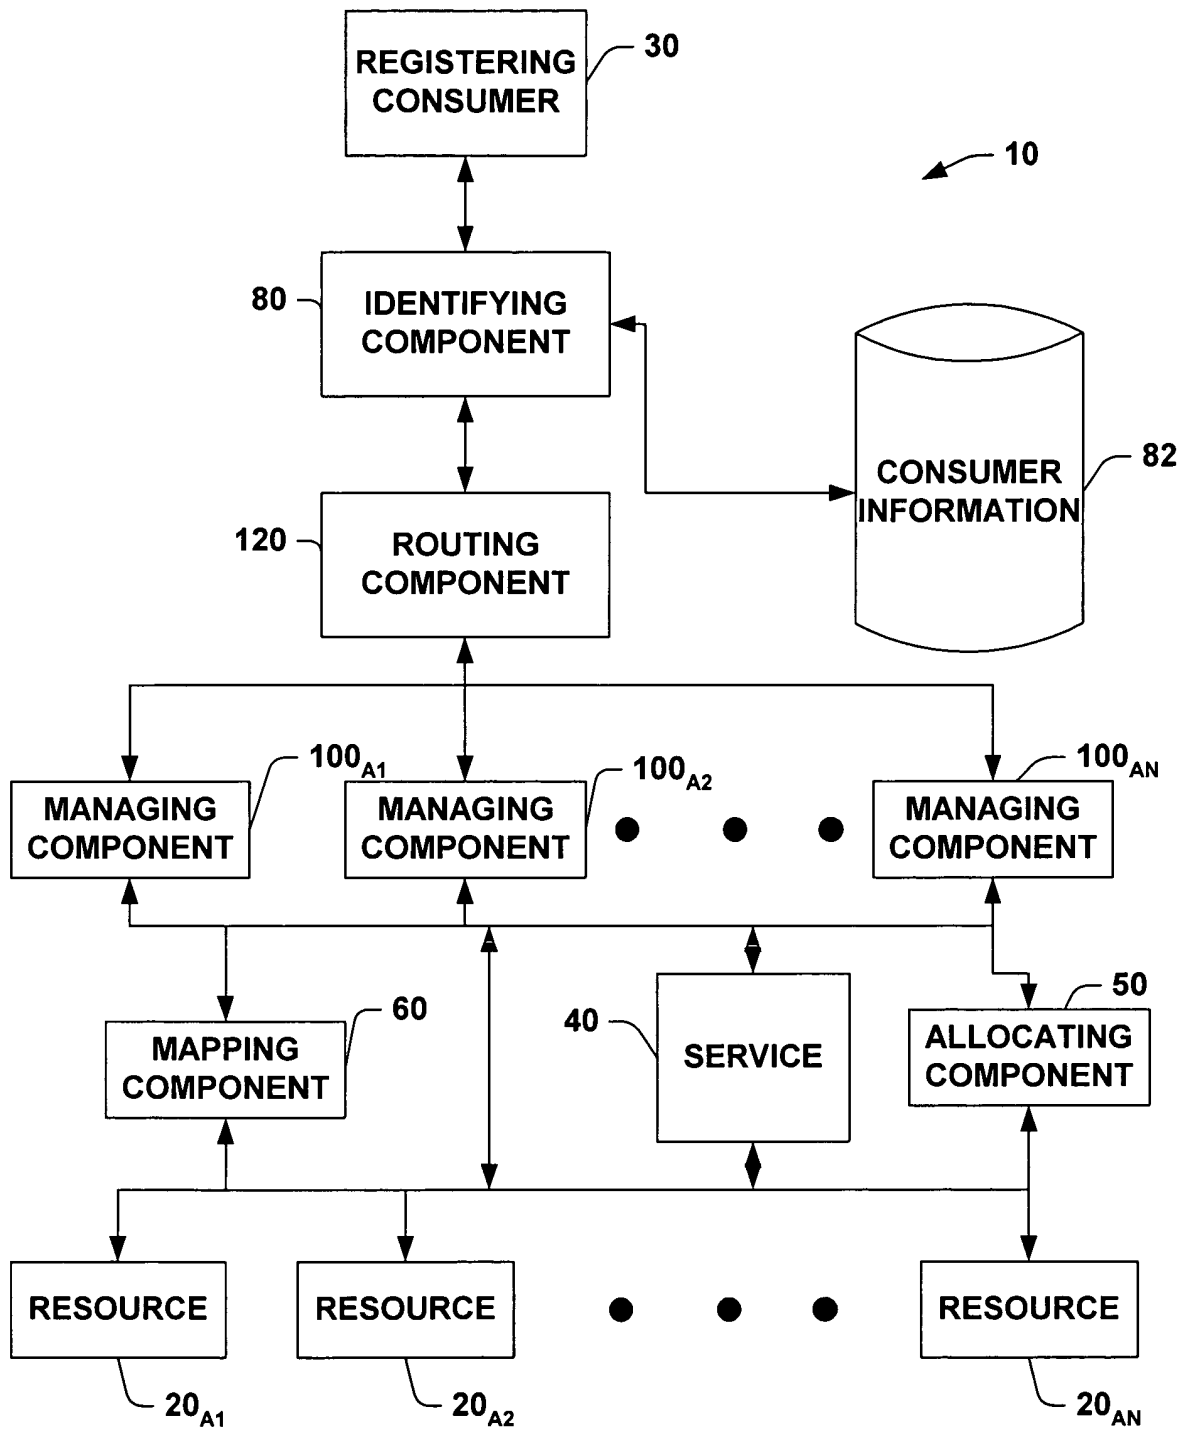 REGISTERING
CONSUMER
30
10
80
IDENTIFYING
COMPONENT
CONSUMER
INFORMATION
82
120
ROUTING
COMPONENT
MANAGING
COMPONENT
100A1
MANAGING
COMPONENT
100A2
MANAGING
COMPONENT
100AN
MAPPING
COMPONENT
60
40
SERVICE
50
ALLOCATING
COMPONENT
RESOURCE
RESOURCE
RESOURCE
20A1
20A2
20AN